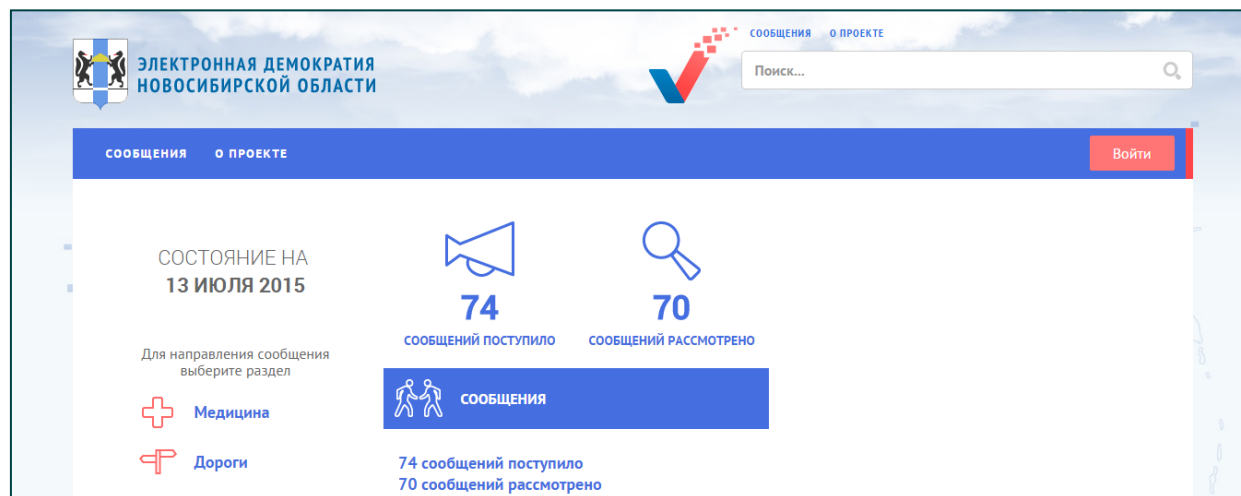 ЭЛЕКТРОННАЯ ДЕМОКРАТИЯ
НОВОСИБИРСКОЙ ОБЛАСТИ
СООБЩЕНИЯ О ПРОЕКТЕ
Поиск...
СООБЩЕНИЯ О ПРОЕКТЕ
Войти
СОСТОЯНИЕ НА
13 ИЮЛЯ 2015
74
СООБЩЕНИЙ ПОСТУПИЛО
70
СООБЩЕНИЙ РАССМОТРЕНО
Для направления сообщения
выберите раздел
Медицина
Дороги
СООБЩЕНИЯ
74 сообщений поступило
70 сообщений рассмотрено